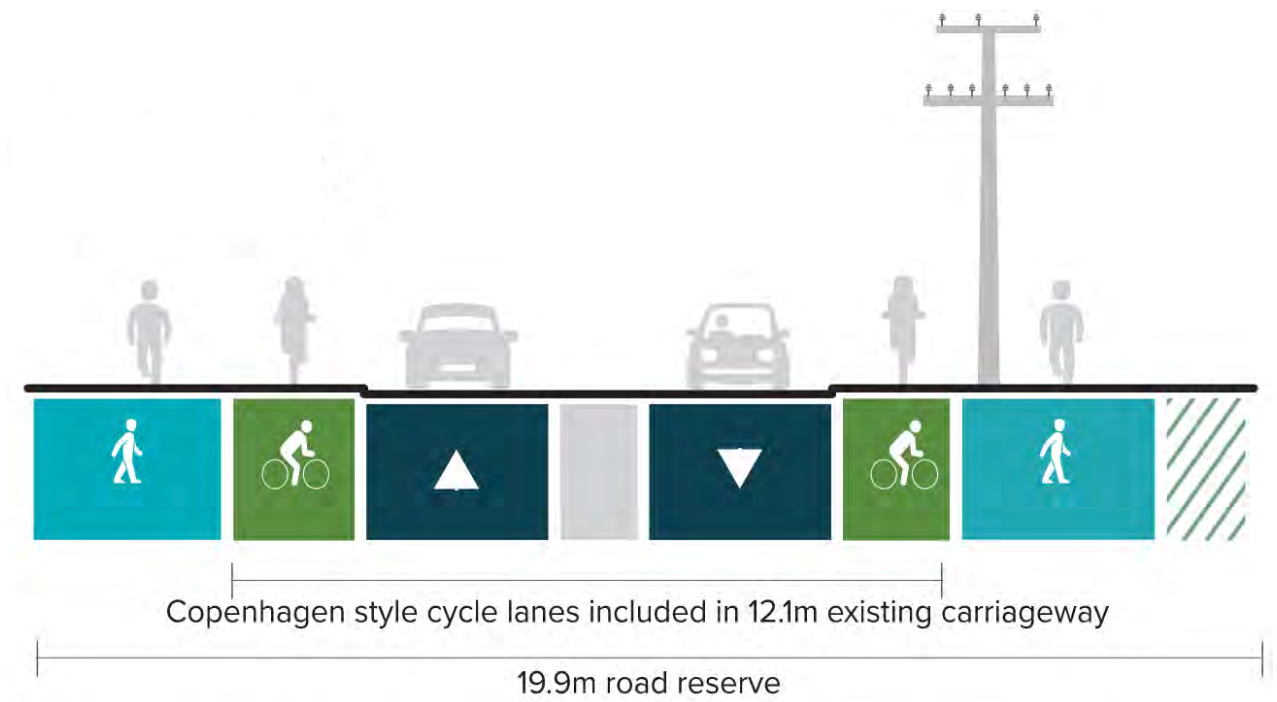 Copenhagen style cycle lanes included in 12.1m existing carriageway
19.9m road reserve